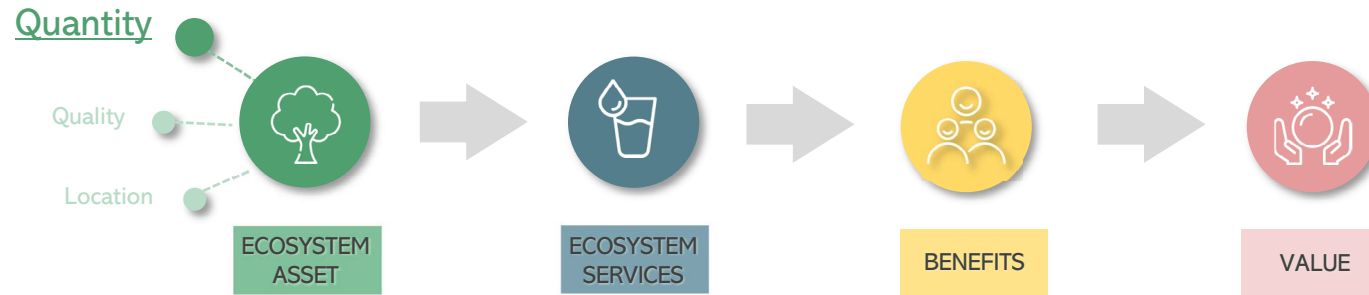 Quantity
Quality
Location
ECOSYSTEM
ASSET
ECOSYSTEM
SERVICES
BENEFITS
VALUE